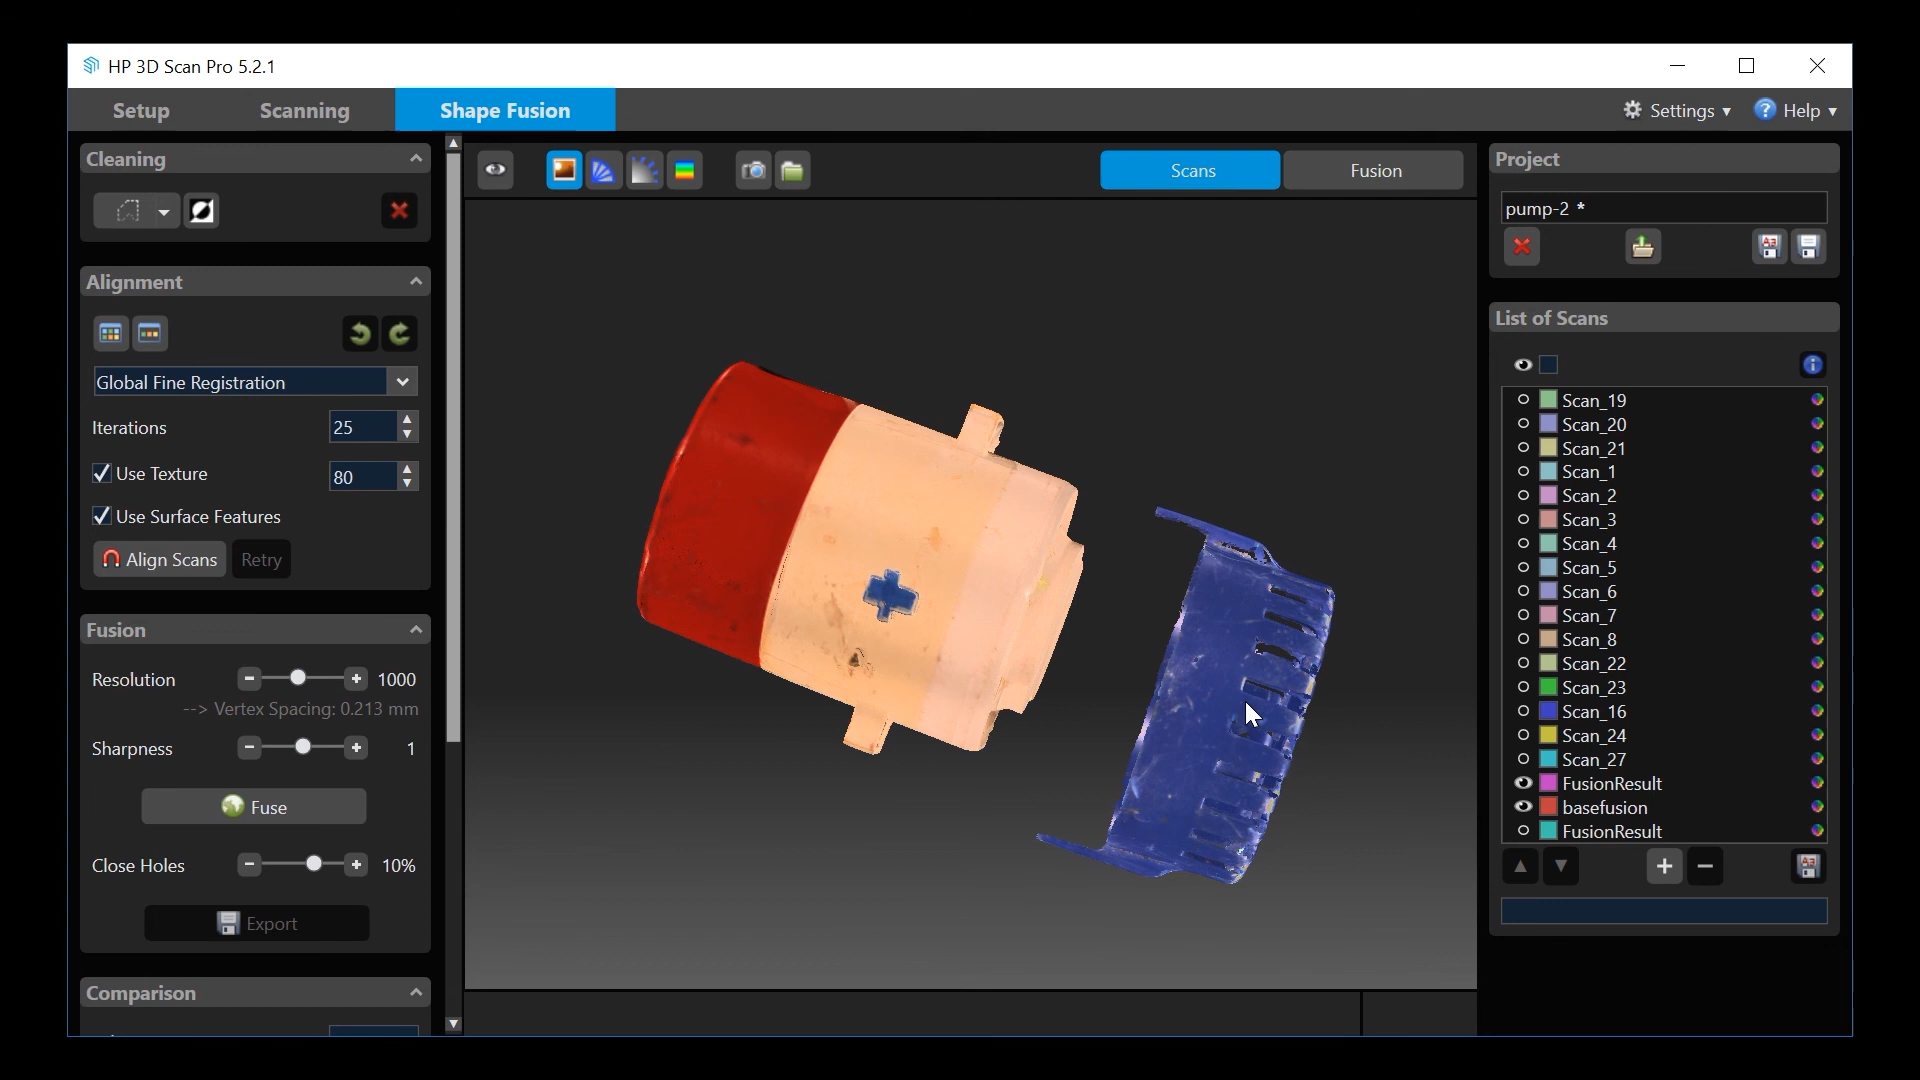 HP 3D Scan Pro 5.2.1
Setup
Scanning
Shape Fusion
Settings
Help
Cleaning
Alignment
Global Fine Registration
Iterations
25
Use Texture
80
Use Surface Features
Align Scans
Retry
Fusion
Resolution
1000
--> Vertex Spacing: 0.213 mm
Sharpness
1
Fuse
Close Holes
10%
Export
Comparison
Scans
Fusion
Project
pump-2 *
List of Scans
Scan_19
Scan_20
Scan_21
Scan_1
Scan_2
Scan_3
Scan_4
Scan_5
Scan_6
Scan_7
Scan_8
Scan_22
Scan_23
Scan_16
Scan_24
Scan_27
FusionResult
basefusion
FusionResult